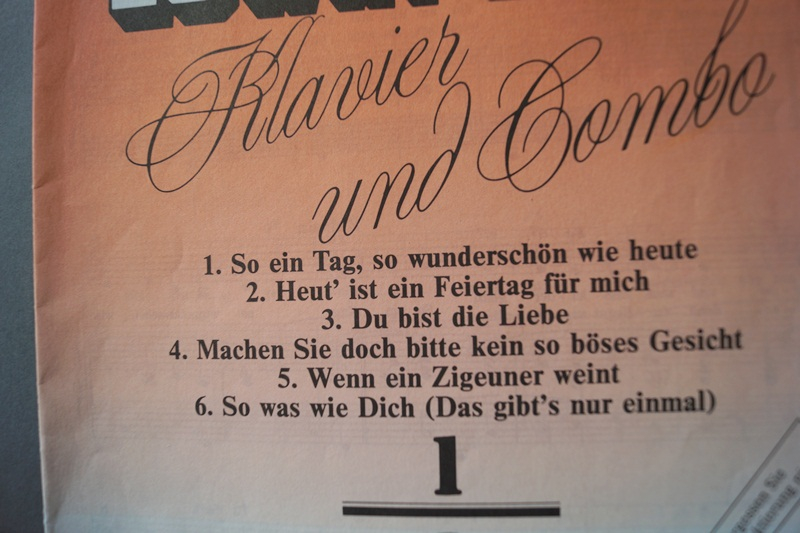 Klavier
und Combo
1. So ein Tag, so wunderschön wie heute
2. Heut' ist ein Feiertag für mich
3. Du bist die Liebe
4. Machen Sie doch bitte kein so böses Gesicht
5. Wenn ein Zigeuner weint
6. So was wie Dich (Das gibt's nur einmal)
1